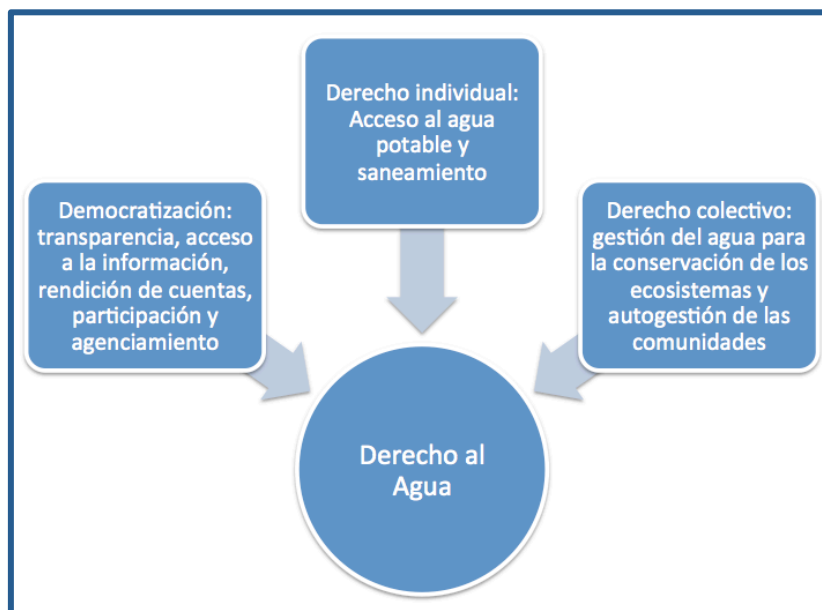 Derecho individual:
Acceso al agua
potable y
saneamiento
Democratización:
transparencia, acceso
a la información,
rendición de cuentas,
participación y
agenciamiento
Derecho colectivo:
gestión del agua para
la conservación de los
ecosistemas y
autogestión de las
comunidades
Derecho al
Agua